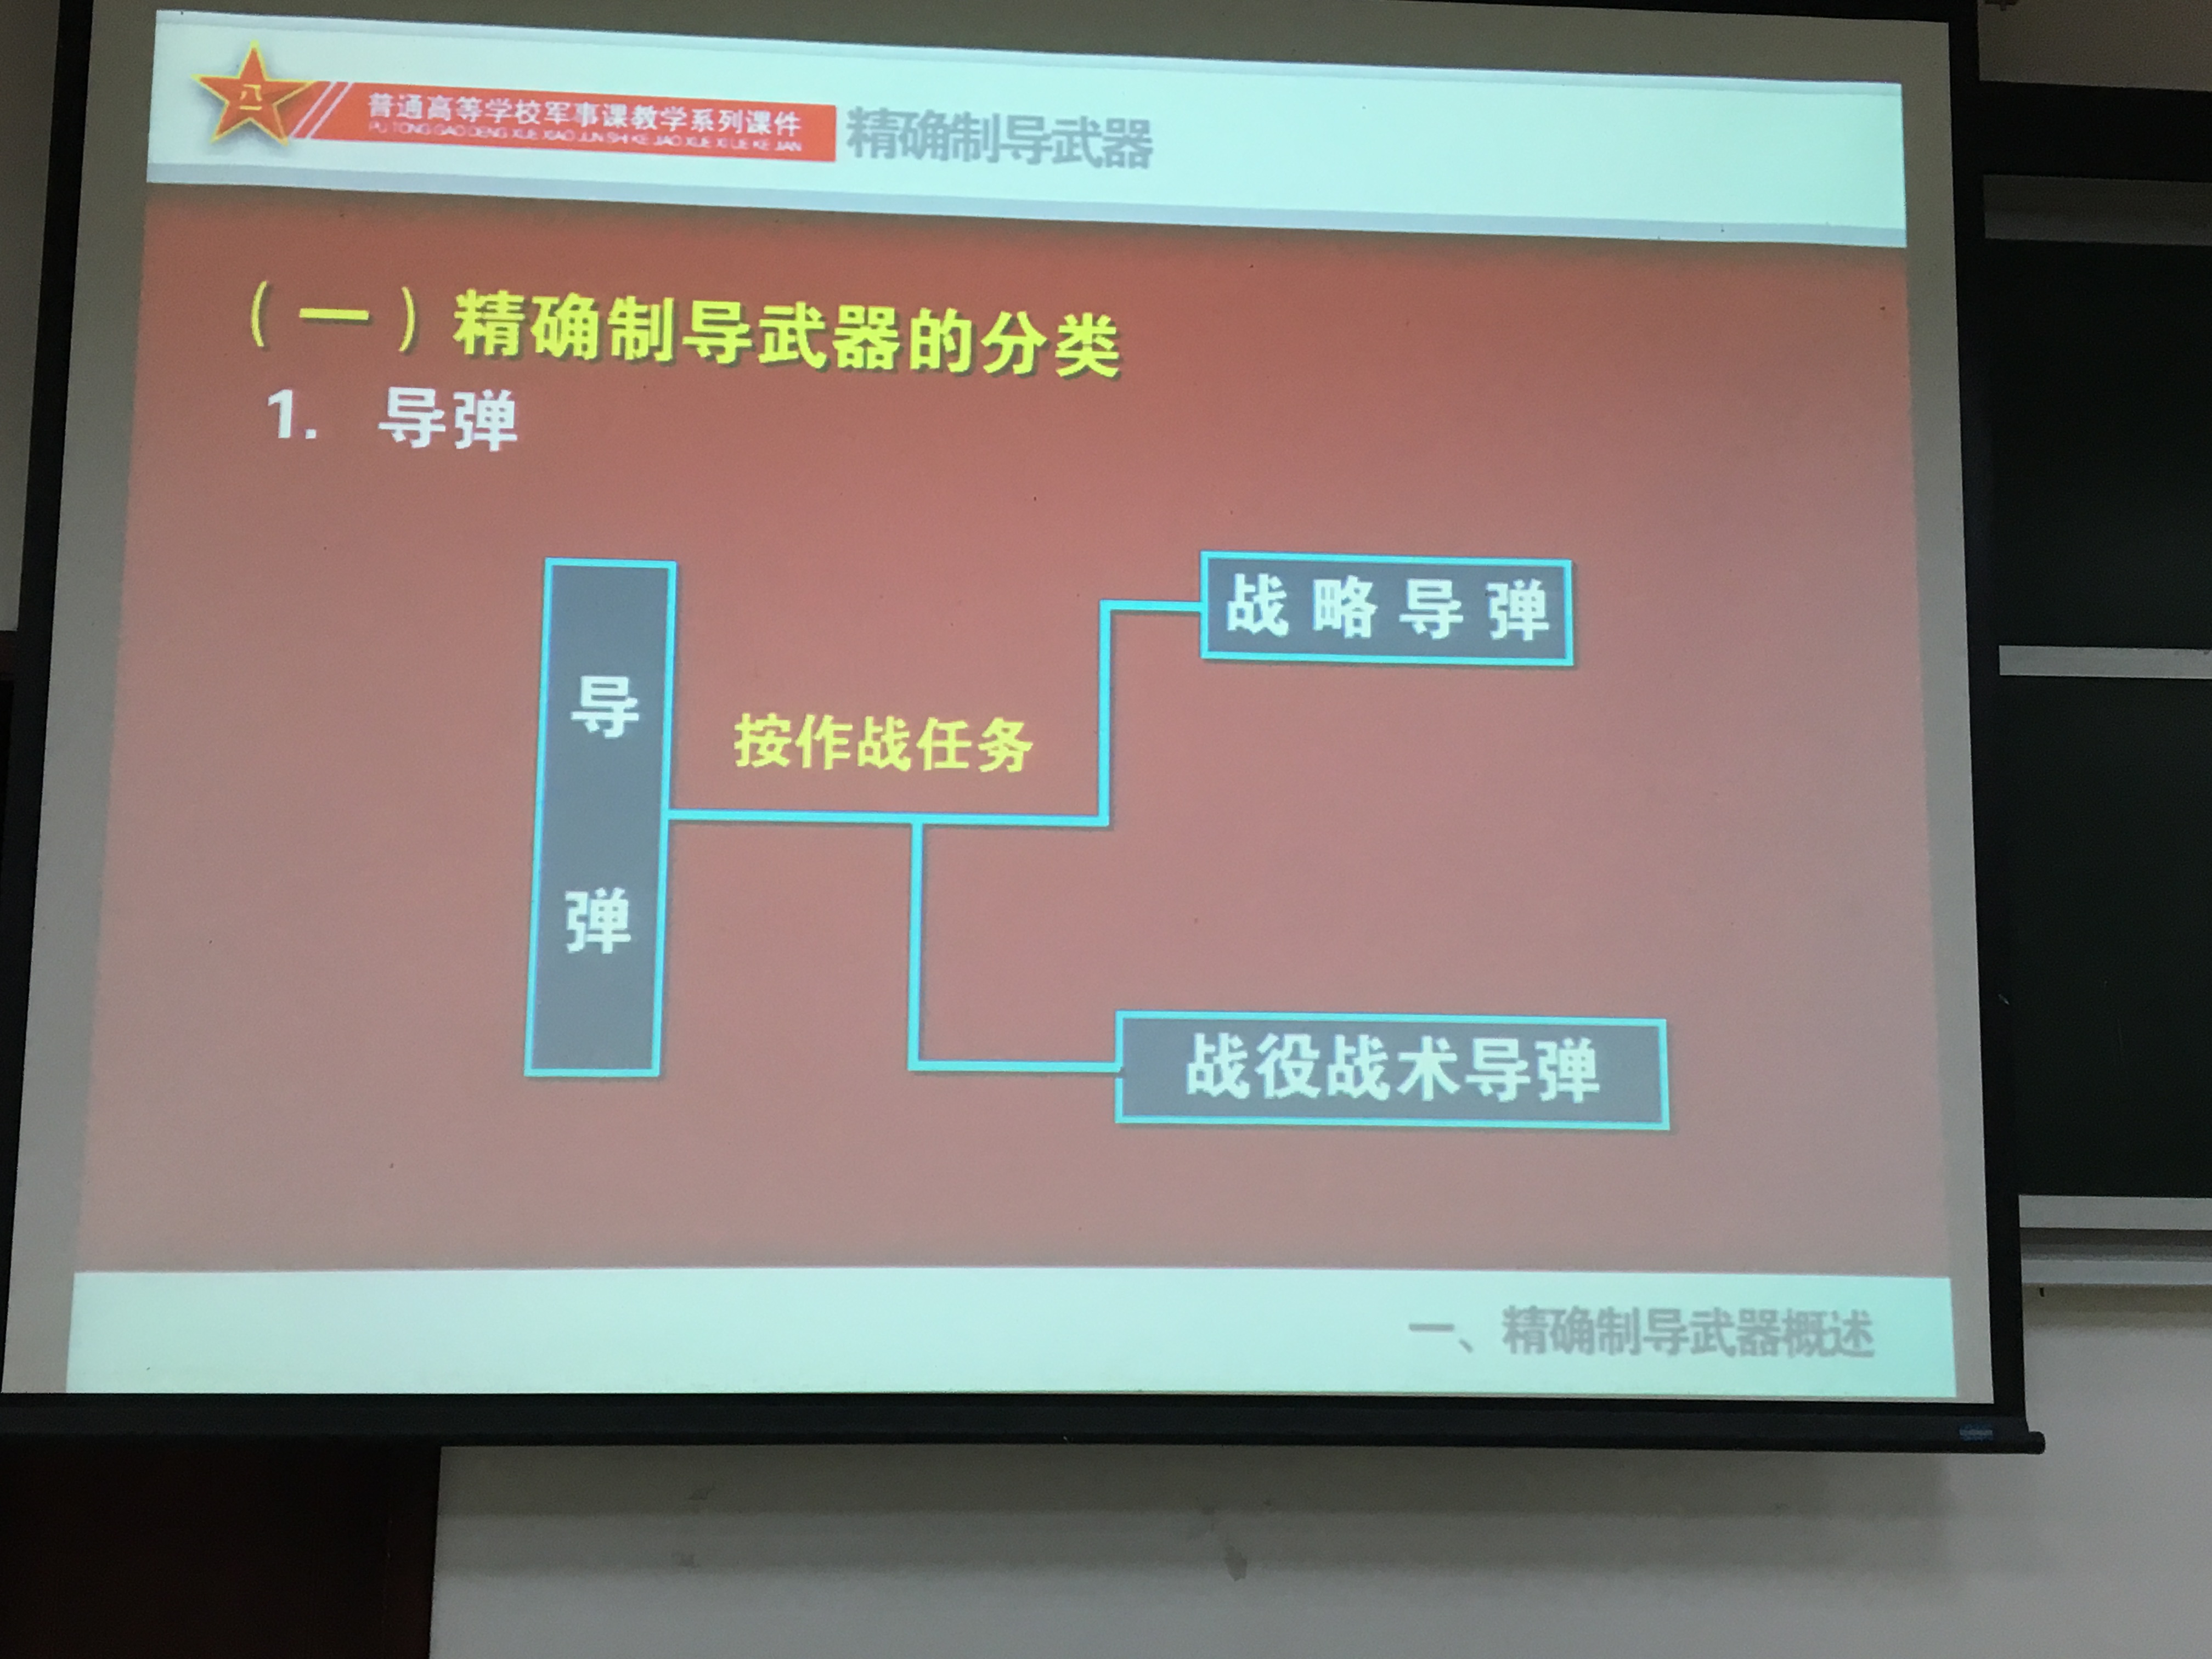 八一
普通高等学校军事课教学系列课件
PU TONG GAO DENG XUE XIAO JUN SHI KE JIAO XUE XI LIE KE JIAN
精确制导武器
（一）精确制导武器的分类
1. 导弹
导弹
按作战任务
战略导弹
战役战术导弹
一、精确制导武器概述